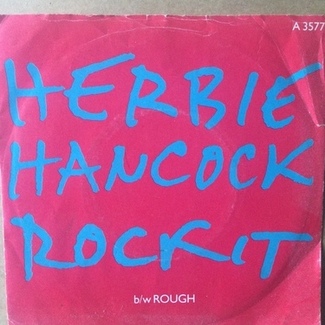 A 3577
HERBIE
HANCOCK
ROCKIT
b/w ROUGH